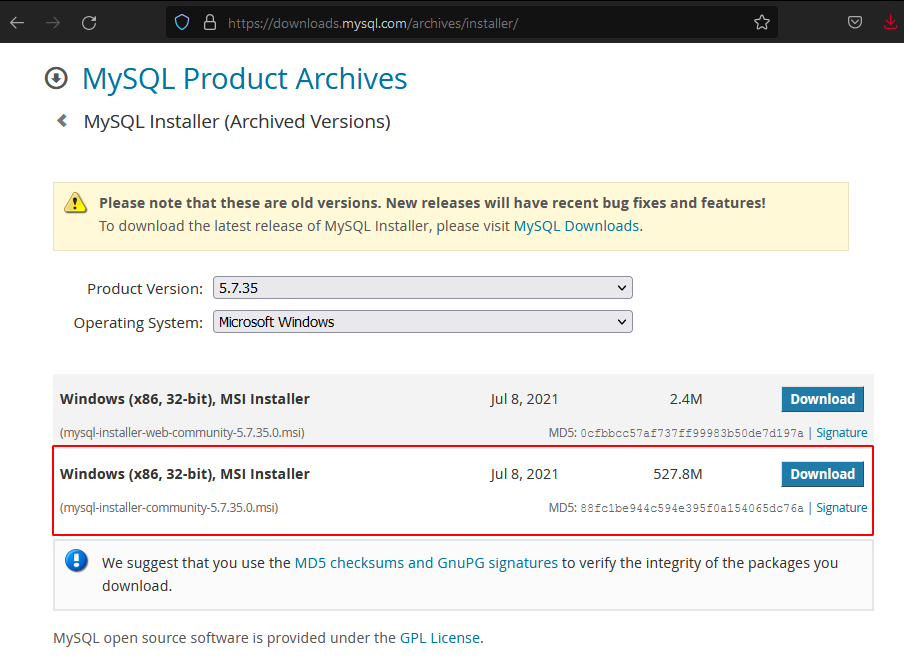 https://downloads.mysql.com/archives/installer/
MySQL Product Archives
MySQL Installer (Archived Versions)
Please note that these are old versions. New releases will have recent bug fixes and features!
To download the latest release of MySQL Installer, please visit MySQL Downloads.
Product Version: 5.7.35
Operating System: Microsoft Windows
Windows (x86, 32-bit), MSI Installer Jul 8, 2021 2.4M Download
(mysql-installer-web-community-5.7.35.0.msi) MD5: 0cfbbcc57af737ff99983b50de7d197a | Signature
Windows (x86, 32-bit), MSI Installer Jul 8, 2021 527.8M Download
(mysql-installer-community-5.7.35.0.msi) MD5: 88fc1be944c594e395f0a154065dc76a | Signature
We suggest that you use the MD5 checksums and GnuPG signatures to verify the integrity of the packages you
download.
MySQL open source software is provided under the GPL License.